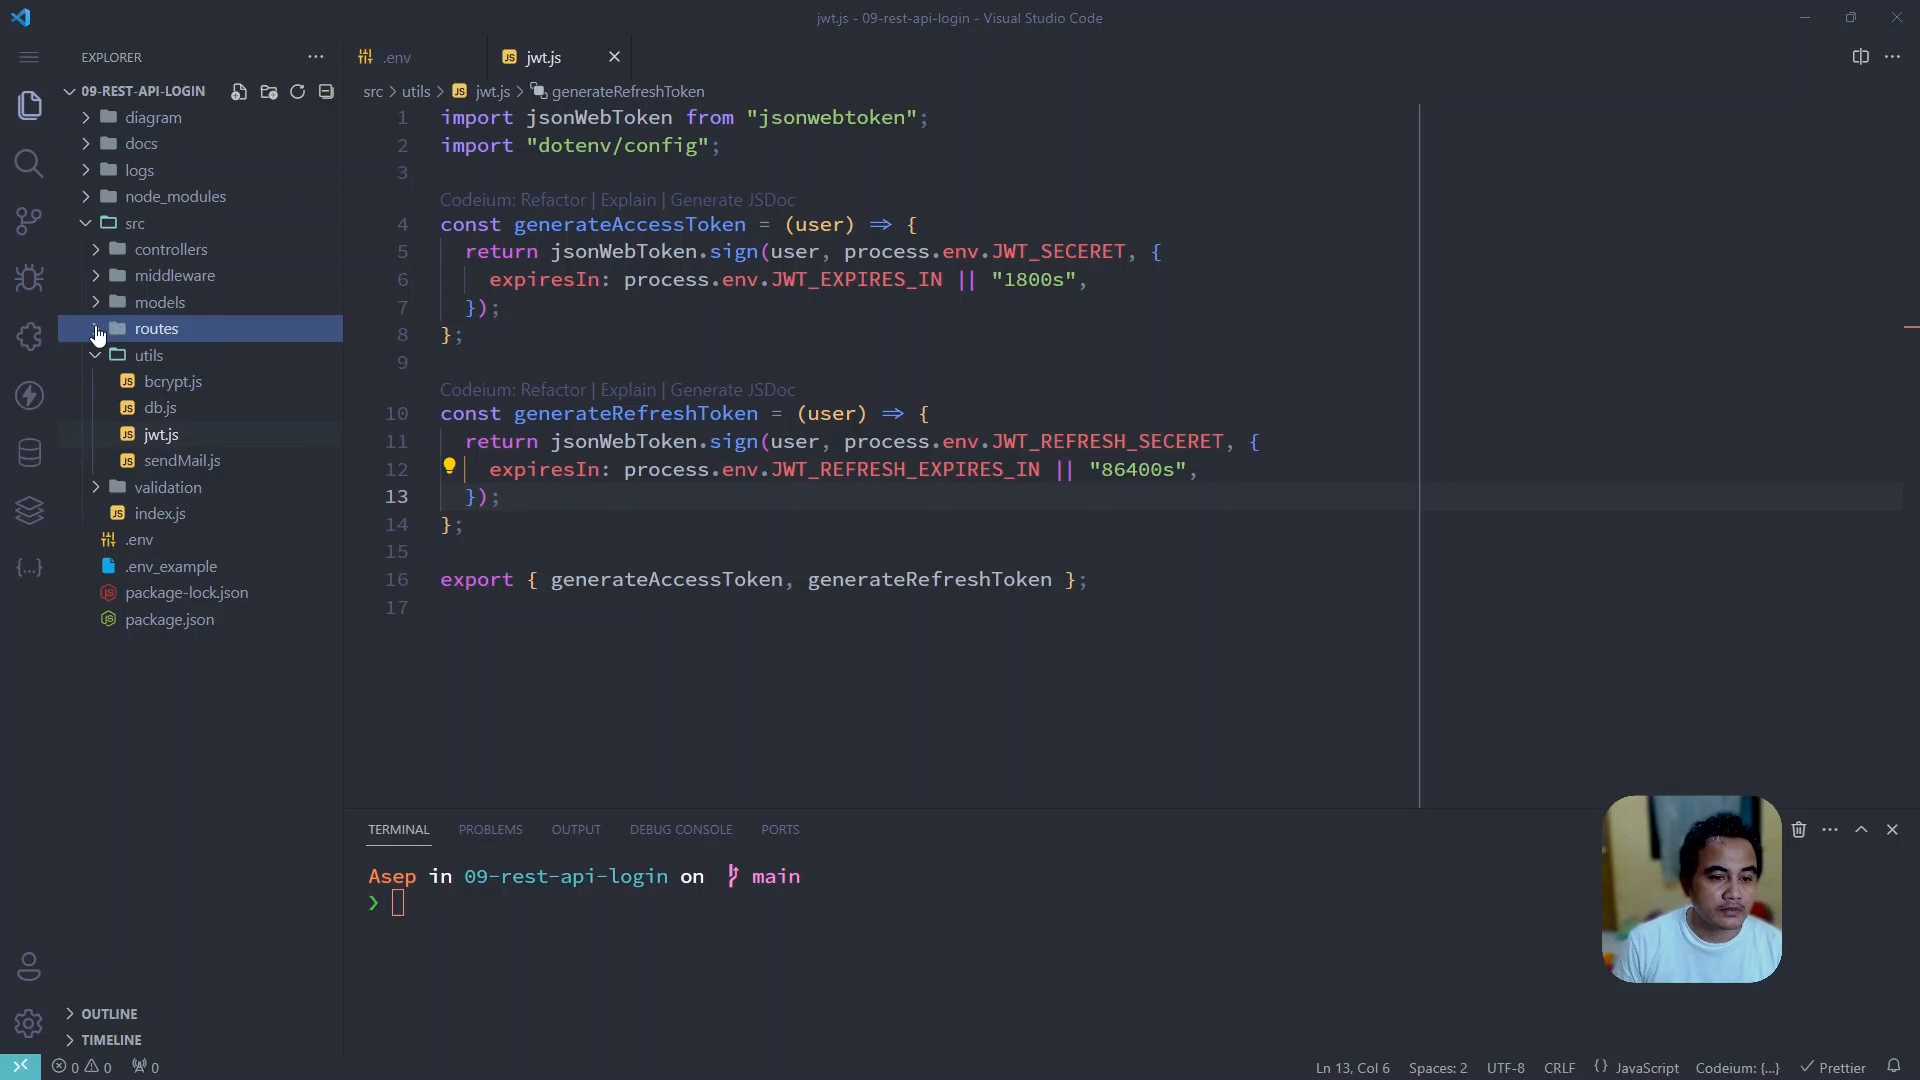 jwt.js - 09-rest-api-login - Visual Studio Code
EXPLORER
09-REST-API-LOGIN
diagram
docs
logs
node_modules
src
controllers
middleware
models
routes
utils
JS bcrypt.js
JS db.js
JS jwt.js
JS sendMail.js
validation
JS index.js
.env
.env_example
package-lock.json
package.json
OUTLINE
TIMELINE
.env
JS jwt.js
src > utils > JS jwt.js > generateRefreshToken
1 import jsonWebToken from "jsonwebtoken";
2 import "dotenv/config";
3
Codeium: Refactor | Explain | Generate JSDoc
4 const generateAccessToken = (user) => {
5 return jsonWebToken.sign(user, process.env.JWT_SECERET, {
6 expiresIn: process.env.JWT_EXPIRES_IN || "1800s",
7 });
8 };
9
Codeium: Refactor | Explain | Generate JSDoc
10 const generateRefreshToken = (user) => {
11 return jsonWebToken.sign(user, process.env.JWT_REFRESH_SECERET, {
12 expiresIn: process.env.JWT_REFRESH_EXPIRES_IN || "86400s",
13 });
14 };
15
16 export { generateAccessToken, generateRefreshToken };
17
TERMINAL PROBLEMS OUTPUT DEBUG CONSOLE PORTS
Asep in 09-rest-api-login on main
❯
0 0 0
Ln 13, Col 6 Spaces: 2 UTF-8 CRLF {} JavaScript Codeium: {...} Prettier